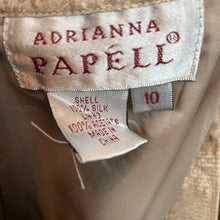 ADRIANNA
PAPELL®
10
SHELL
100% SILK
LINING
100% ACETATE
MADE IN
CHINA